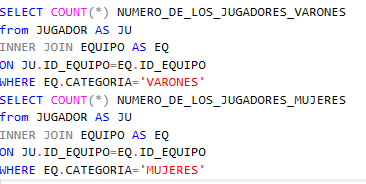 SELECT COUNT(*) NUMERO_DE_LOS_JUGADORES_VARONES
from JUGADOR AS JU
INNER JOIN EQUIPO AS EQ
ON JU.ID_EQUIPO=EQ.ID_EQUIPO
WHERE EQ.CATEGORIA='VARONES'
SELECT COUNT(*) NUMERO_DE_LOS_JUGADORES_MUJERES
from JUGADOR AS JU
INNER JOIN EQUIPO AS EQ
ON JU.ID_EQUIPO=EQ.ID_EQUIPO
WHERE EQ.CATEGORIA='MUJERES'